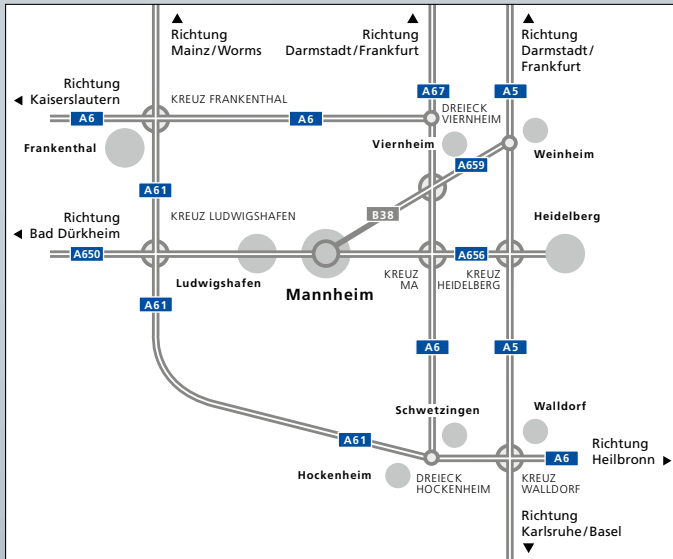 Richtung
Mainz/Worms
Richtung
Darmstadt/Frankfurt
Richtung
Darmstadt/
Frankfurt
Richtung
Kaiserslautern
KREUZ FRANKENTHAL
A67
A5
DREIECK
VIERNHEIM
A6
A6
Frankenthal
Viernheim
Weinheim
A659
A61
Richtung
Bad Dürkheim
KREUZ LUDWIGSHAFEN
B38
Heidelberg
A650
A656
Ludwigshafen
KREUZ
MA
KREUZ
HEIDELBERG
Mannheim
A61
A6
A5
Schwetzingen
Walldorf
A61
Richtung
Heilbronn
A6
Hockenheim
DREIECK
HOCKENHEIM
KREUZ
WALLDORF
Richtung
Karlsruhe/Basel